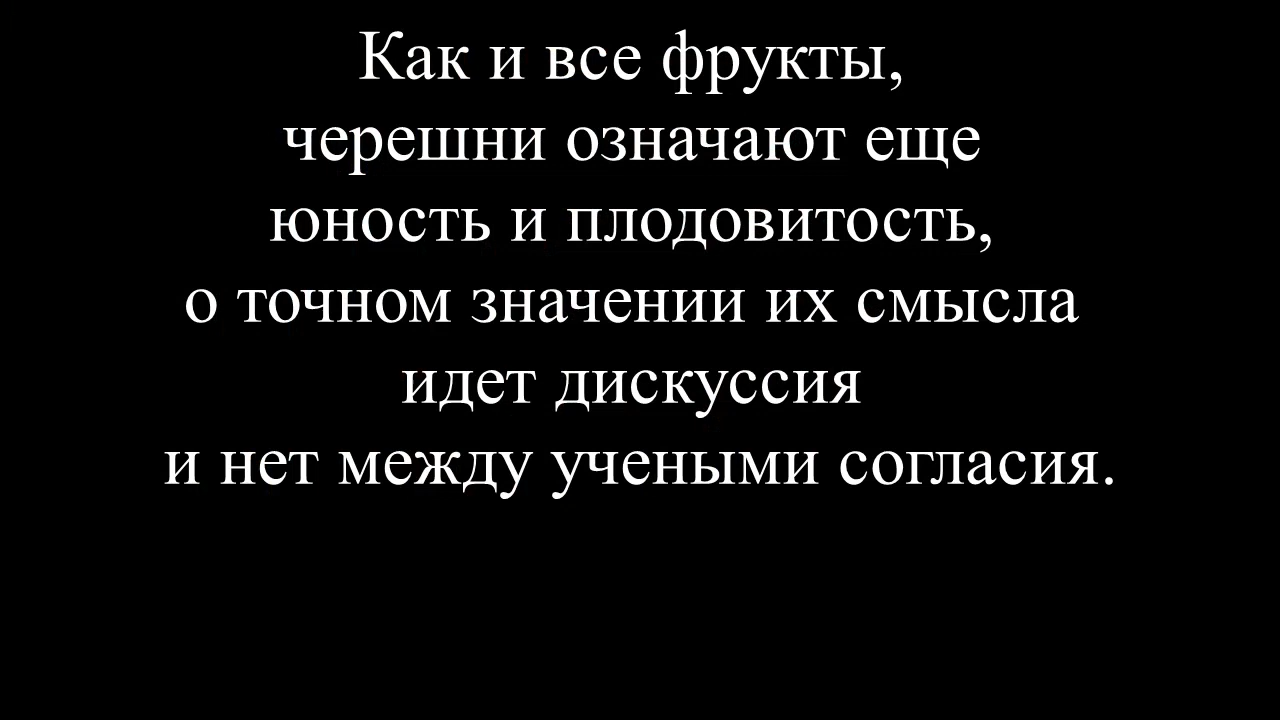 Как и все фрукты,
черешни означают еще
юность и плодовитость,
о точном значении их смысла
идет дискуссия
и нет между учеными согласия.